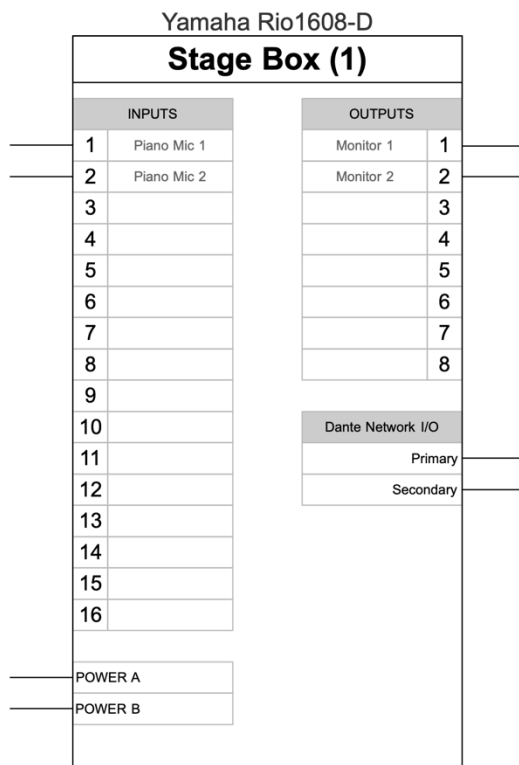 Yamaha Rio1608-D
Stage Box (1)
INPUTS
1 Piano Mic 1
2 Piano Mic 2
3
4
5
6
7
8
9
10
11
12
13
14
15
16
POWER A
POWER B
OUTPUTS
Monitor 1 1
Monitor 2 2
3
4
5
6
7
8
Dante Network I/O
Primary
Secondary